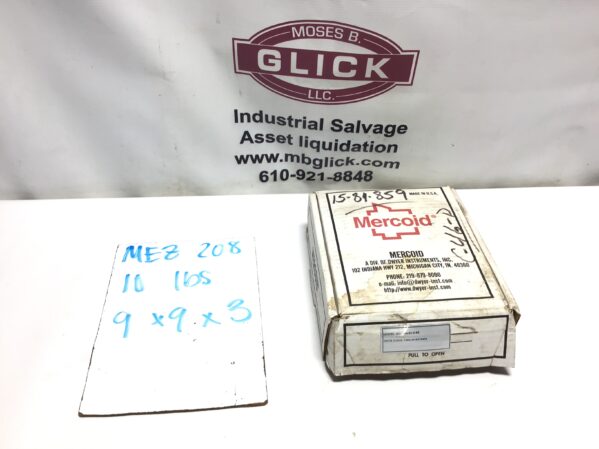 MOSES B.
GLICK
LLC.
Industrial Salvage
Asset liquidation
www.mbglick.com
610-921-8848
15-81-859
MADE IN U.S.A.
Mercoid®
C-46-D
MERCOID
A DIV. OF DWYER INSTRUMENTS, INC.
102 INDIANA HWY 212, MICHIGAN CITY, IN. 46360
PHONE: 219-879-8000
e-mail: info@dwyer-inst.com
http://www.dwyer-inst.com
PULL TO OPEN
MEZ 208
10 lbs
9 x 9 x 3